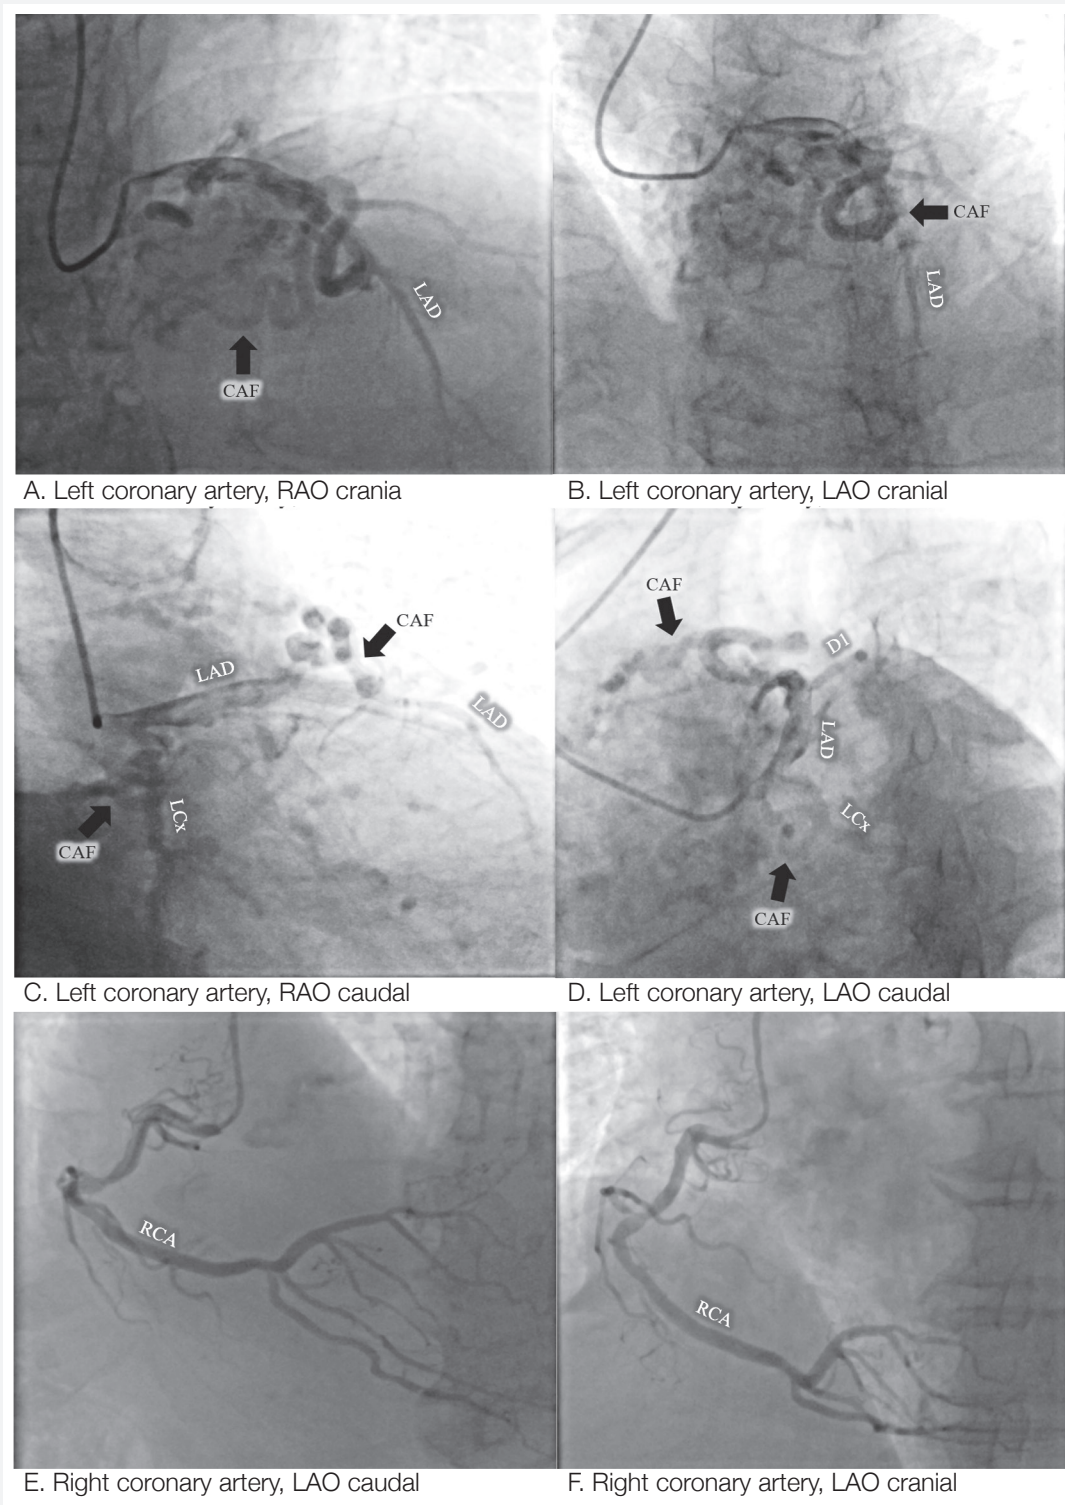 LAD
CAF
A. Left coronary artery, RAO crania
CAF
LAD
B. Left coronary artery, LAO cranial
CAF
LAD
LAD
LCx
CAF
C. Left coronary artery, RAO caudal
CAF
D1
LAD
LCx
CAF
D. Left coronary artery, LAO caudal
RCA
E. Right coronary artery, LAO caudal
RCA
F. Right coronary artery, LAO cranial